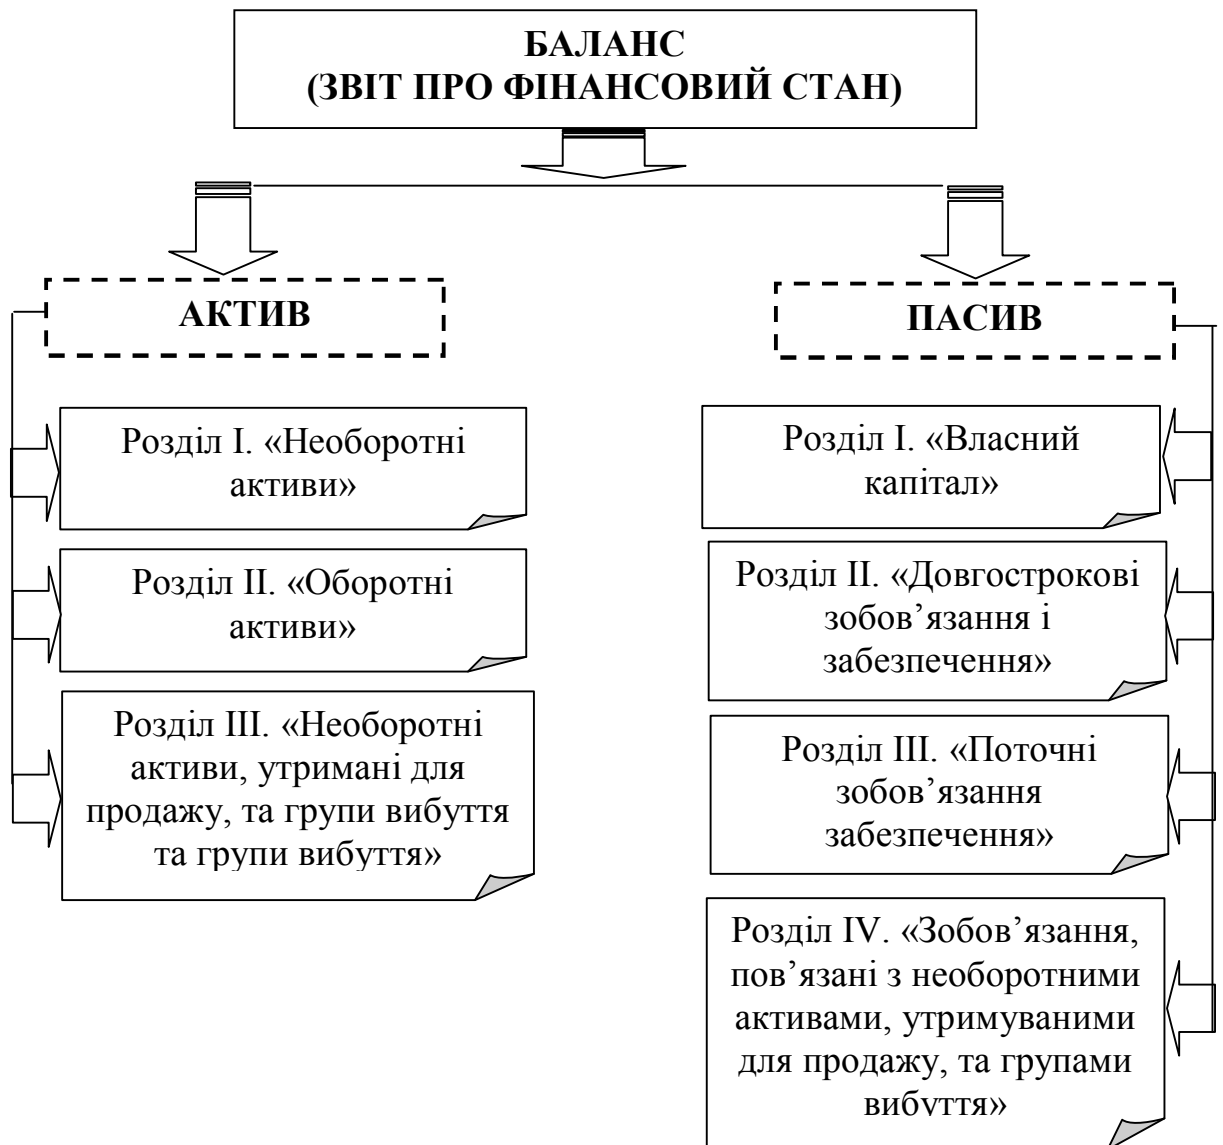 БАЛАНС
(ЗВІТ ПРО ФІНАНСОВИЙ СТАН)
АКТИВ
Розділ I. «Необоротні
активи»
Розділ II. «Оборотні
активи»
Розділ III. «Необоротні
активи, утримані для
продажу, та групи вибуття
та групи вибуття»
ПАСИВ
Розділ I. «Власний
капітал»
Розділ II. «Довгострокові
зобов’язання і
забезпечення»
Розділ III. «Поточні
зобов’язання
забезпечення»
Розділ IV. «Зобов’язання,
пов’язані з необоротними
активами, утримуваними
для продажу, та групами
вибуття»